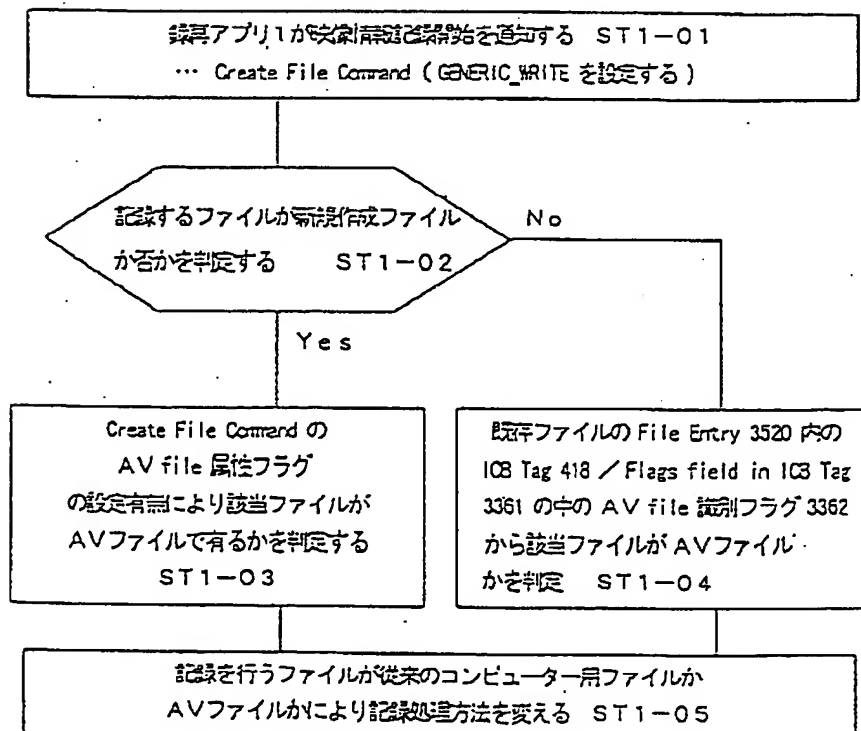 録再アプリ1が映像情報記録開始を通知する ST1-01
… Create File Command ( GENERIC_WRITE を設定する )
記録するファイルが新規作成ファイル
か否かを判定する ST1-02
No
Yes
Create File Command の
AV file 属性フラグ
の設定有無により該当ファイルが
AVファイルで有るかを判定する
ST1-03
既存ファイルの File Entry 3520 内の
ICB Tag 418 / Flags field in ICB Tag
3361 の中の AV file 識別フラグ 3362
から該当ファイルが AVファイル
かを判定 ST1-04
記録を行うファイルが従来のコンピューター用ファイルか
AVファイルかにより記録処理方法を変える ST1-05